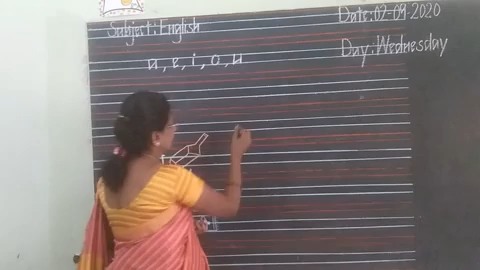 Subject: English
Date: 02-09-2020
Day: Wednesday
a, e, i, o, u